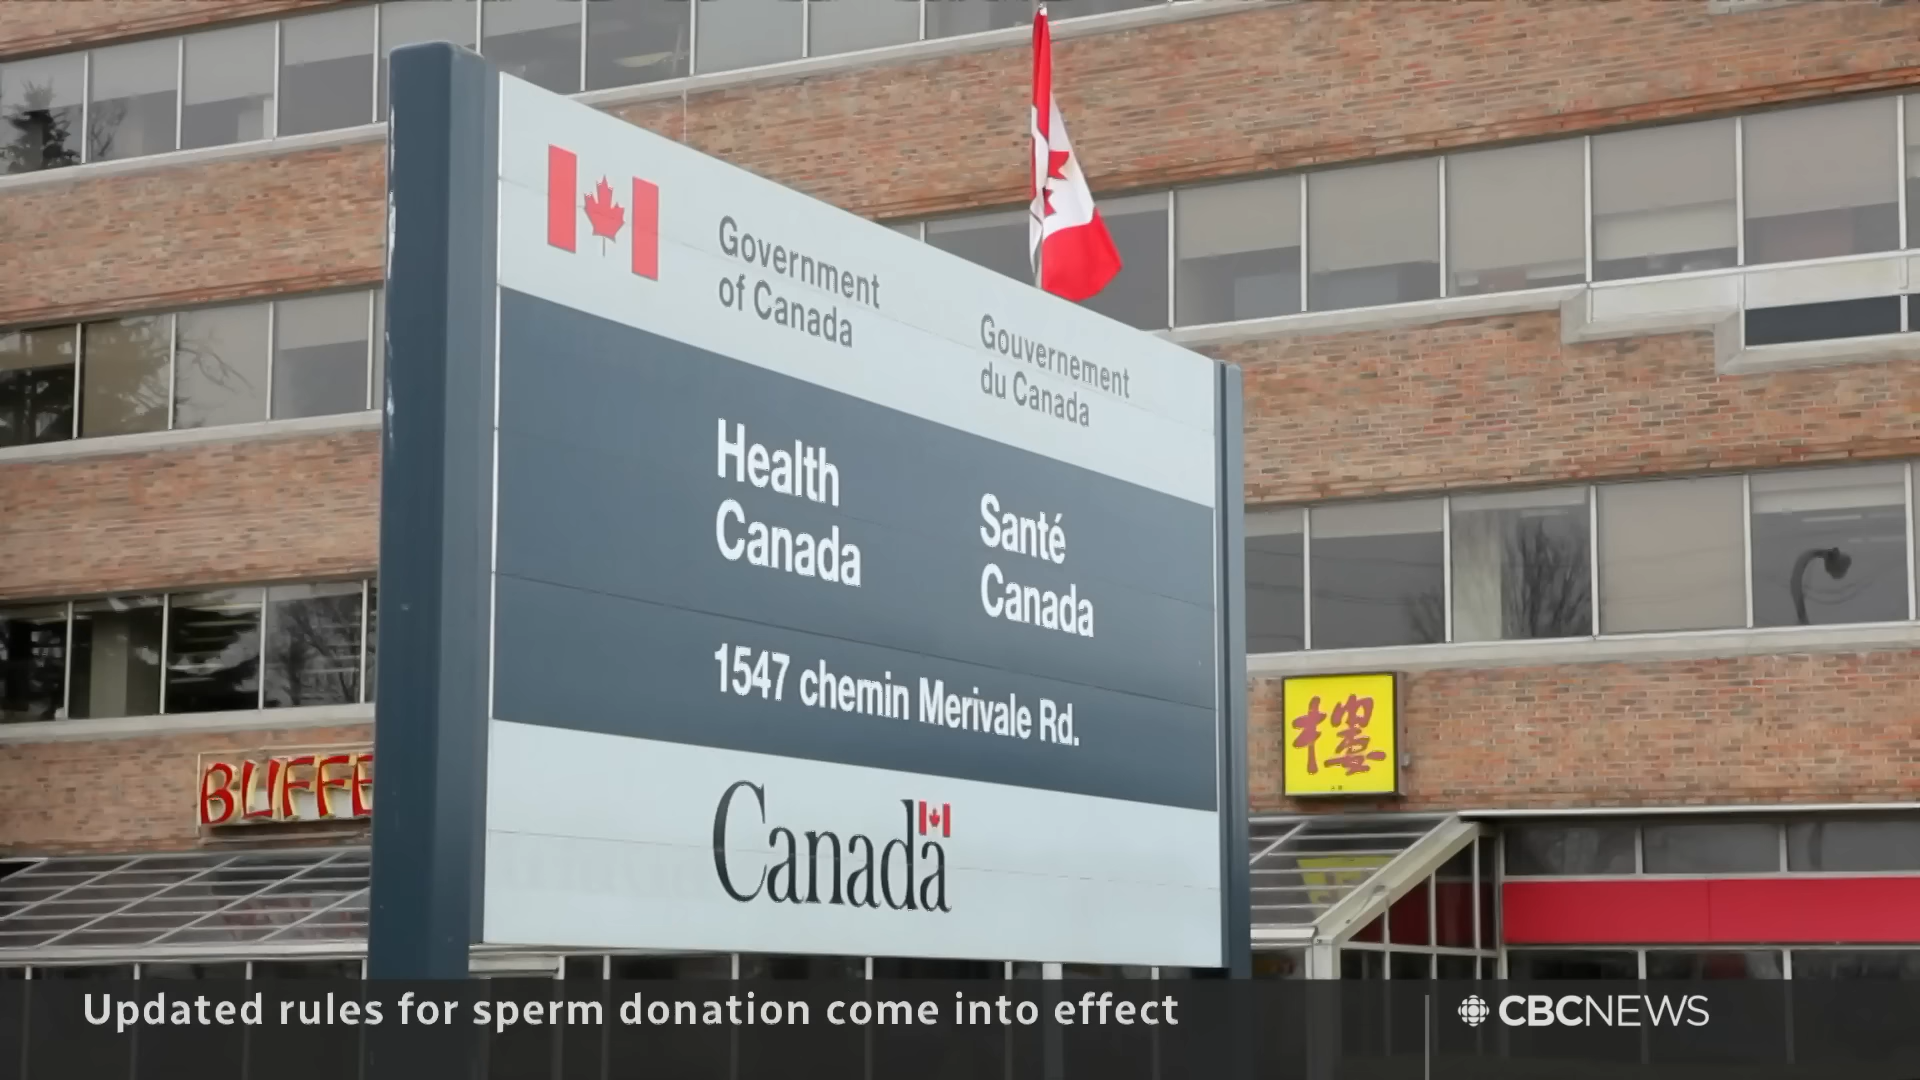 Government
of Canada
Gouvernement
du Canada
Health
Canada
Santé
Canada
1547 chemin Merivale Rd.
Canada
BUFFE
樓
Updated rules for sperm donation come into effect
CBCNEWS